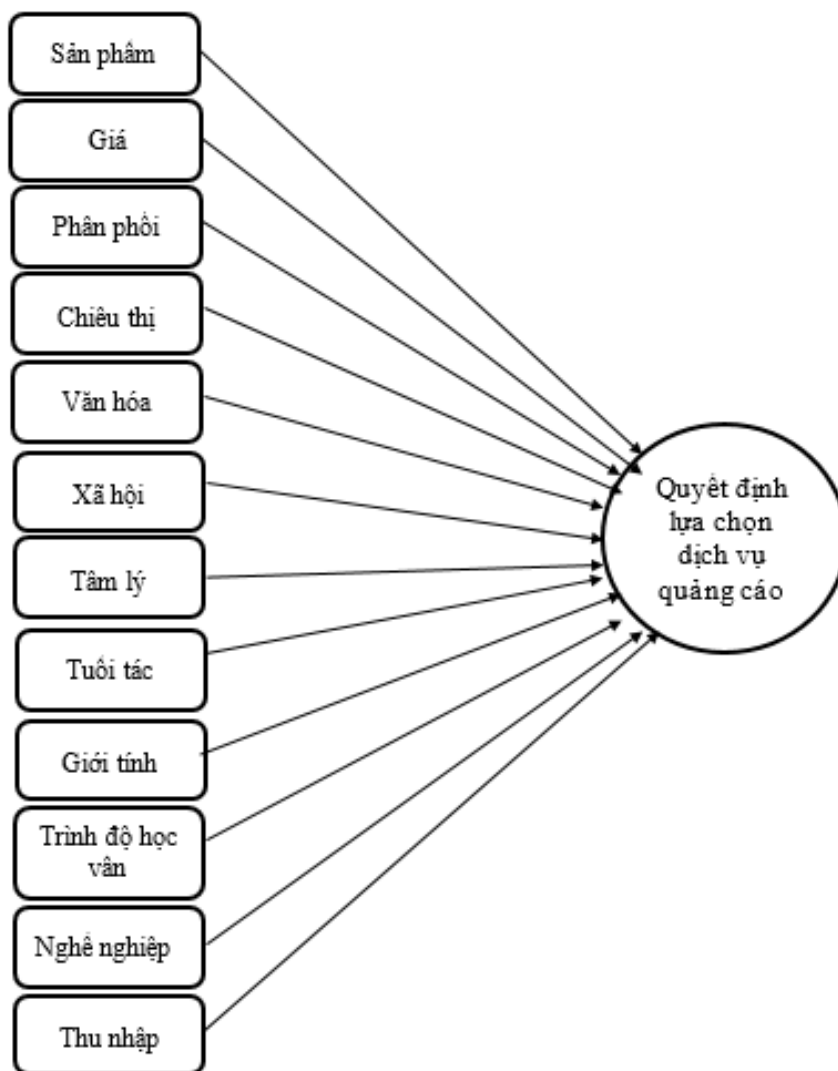 Sản phẩm
Giá
Phân phối
Chiêu thị
Văn hóa
Xã hội
Tâm lý
Tuổi tác
Giới tính
Trình độ học
vấn
Nghề nghiệp
Thu nhập
Quyết định
lựa chọn
dịch vụ
quảng cáo